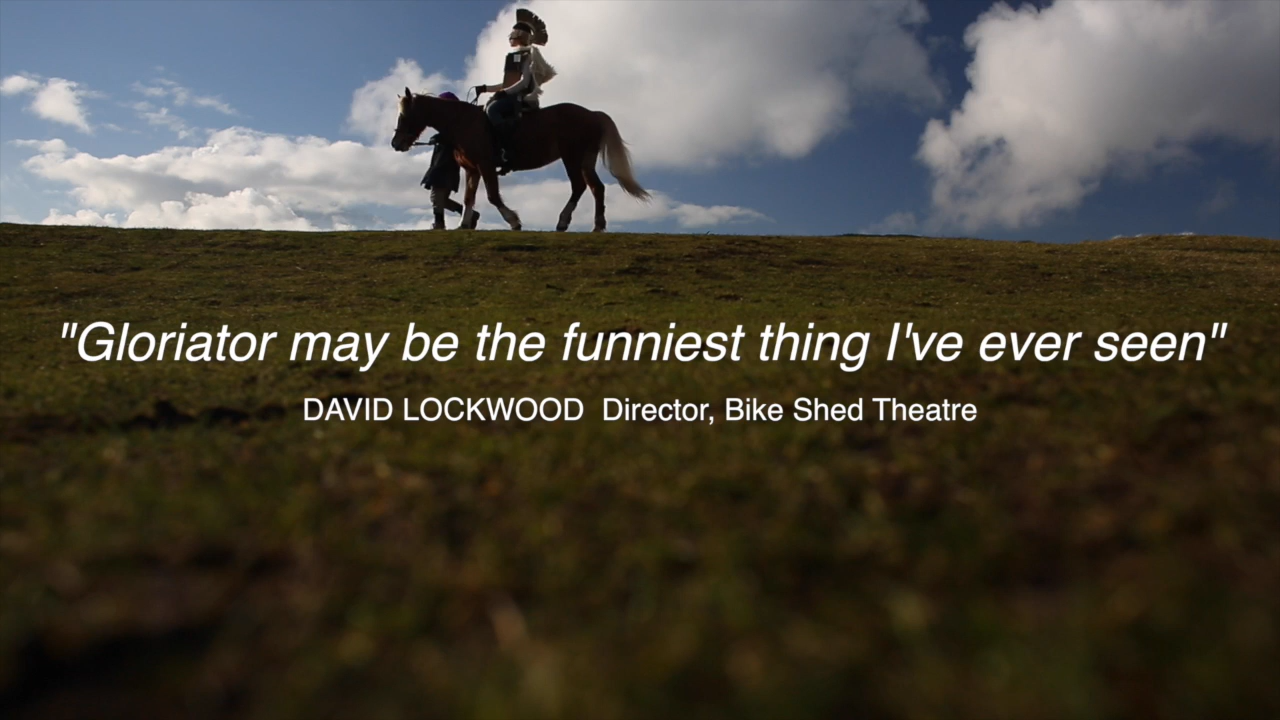 "Gloriator may be the funniest thing I've ever seen"
DAVID LOCKWOOD  Director, Bike Shed Theatre